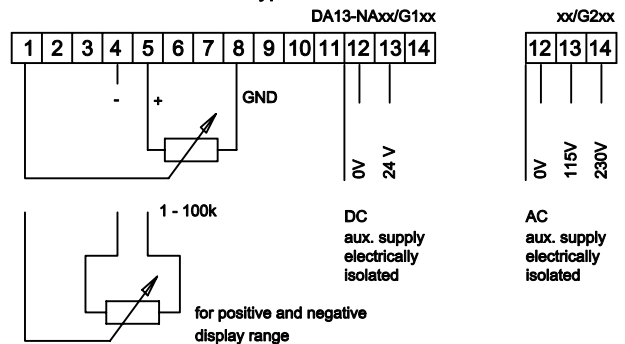 DA13-NAxx/G1xx
xx/G2xx
1 2 3 4 5 6 7 8 9 10 11 12 13 14
12 13 14
- + GND
0V 24 V
0V 115V 230V
1 - 100k
DC
aux. supply
electrically
isolated
AC
aux. supply
electrically
isolated
for positive and negative
display range